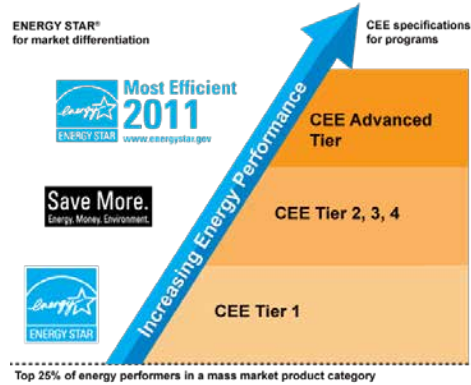 ENERGY STAR®
for market differentiation
CEE specifications
for programs
energy
ENERGY STAR
Most Efficient
2011
www.energystar.gov
Increasing Energy Performance
CEE Advanced
Tier
Save More.
Energy. Money. Environment.
CEE Tier 2, 3, 4
energy
ENERGY STAR
CEE Tier 1
Top 25% of energy performers in a mass market product category